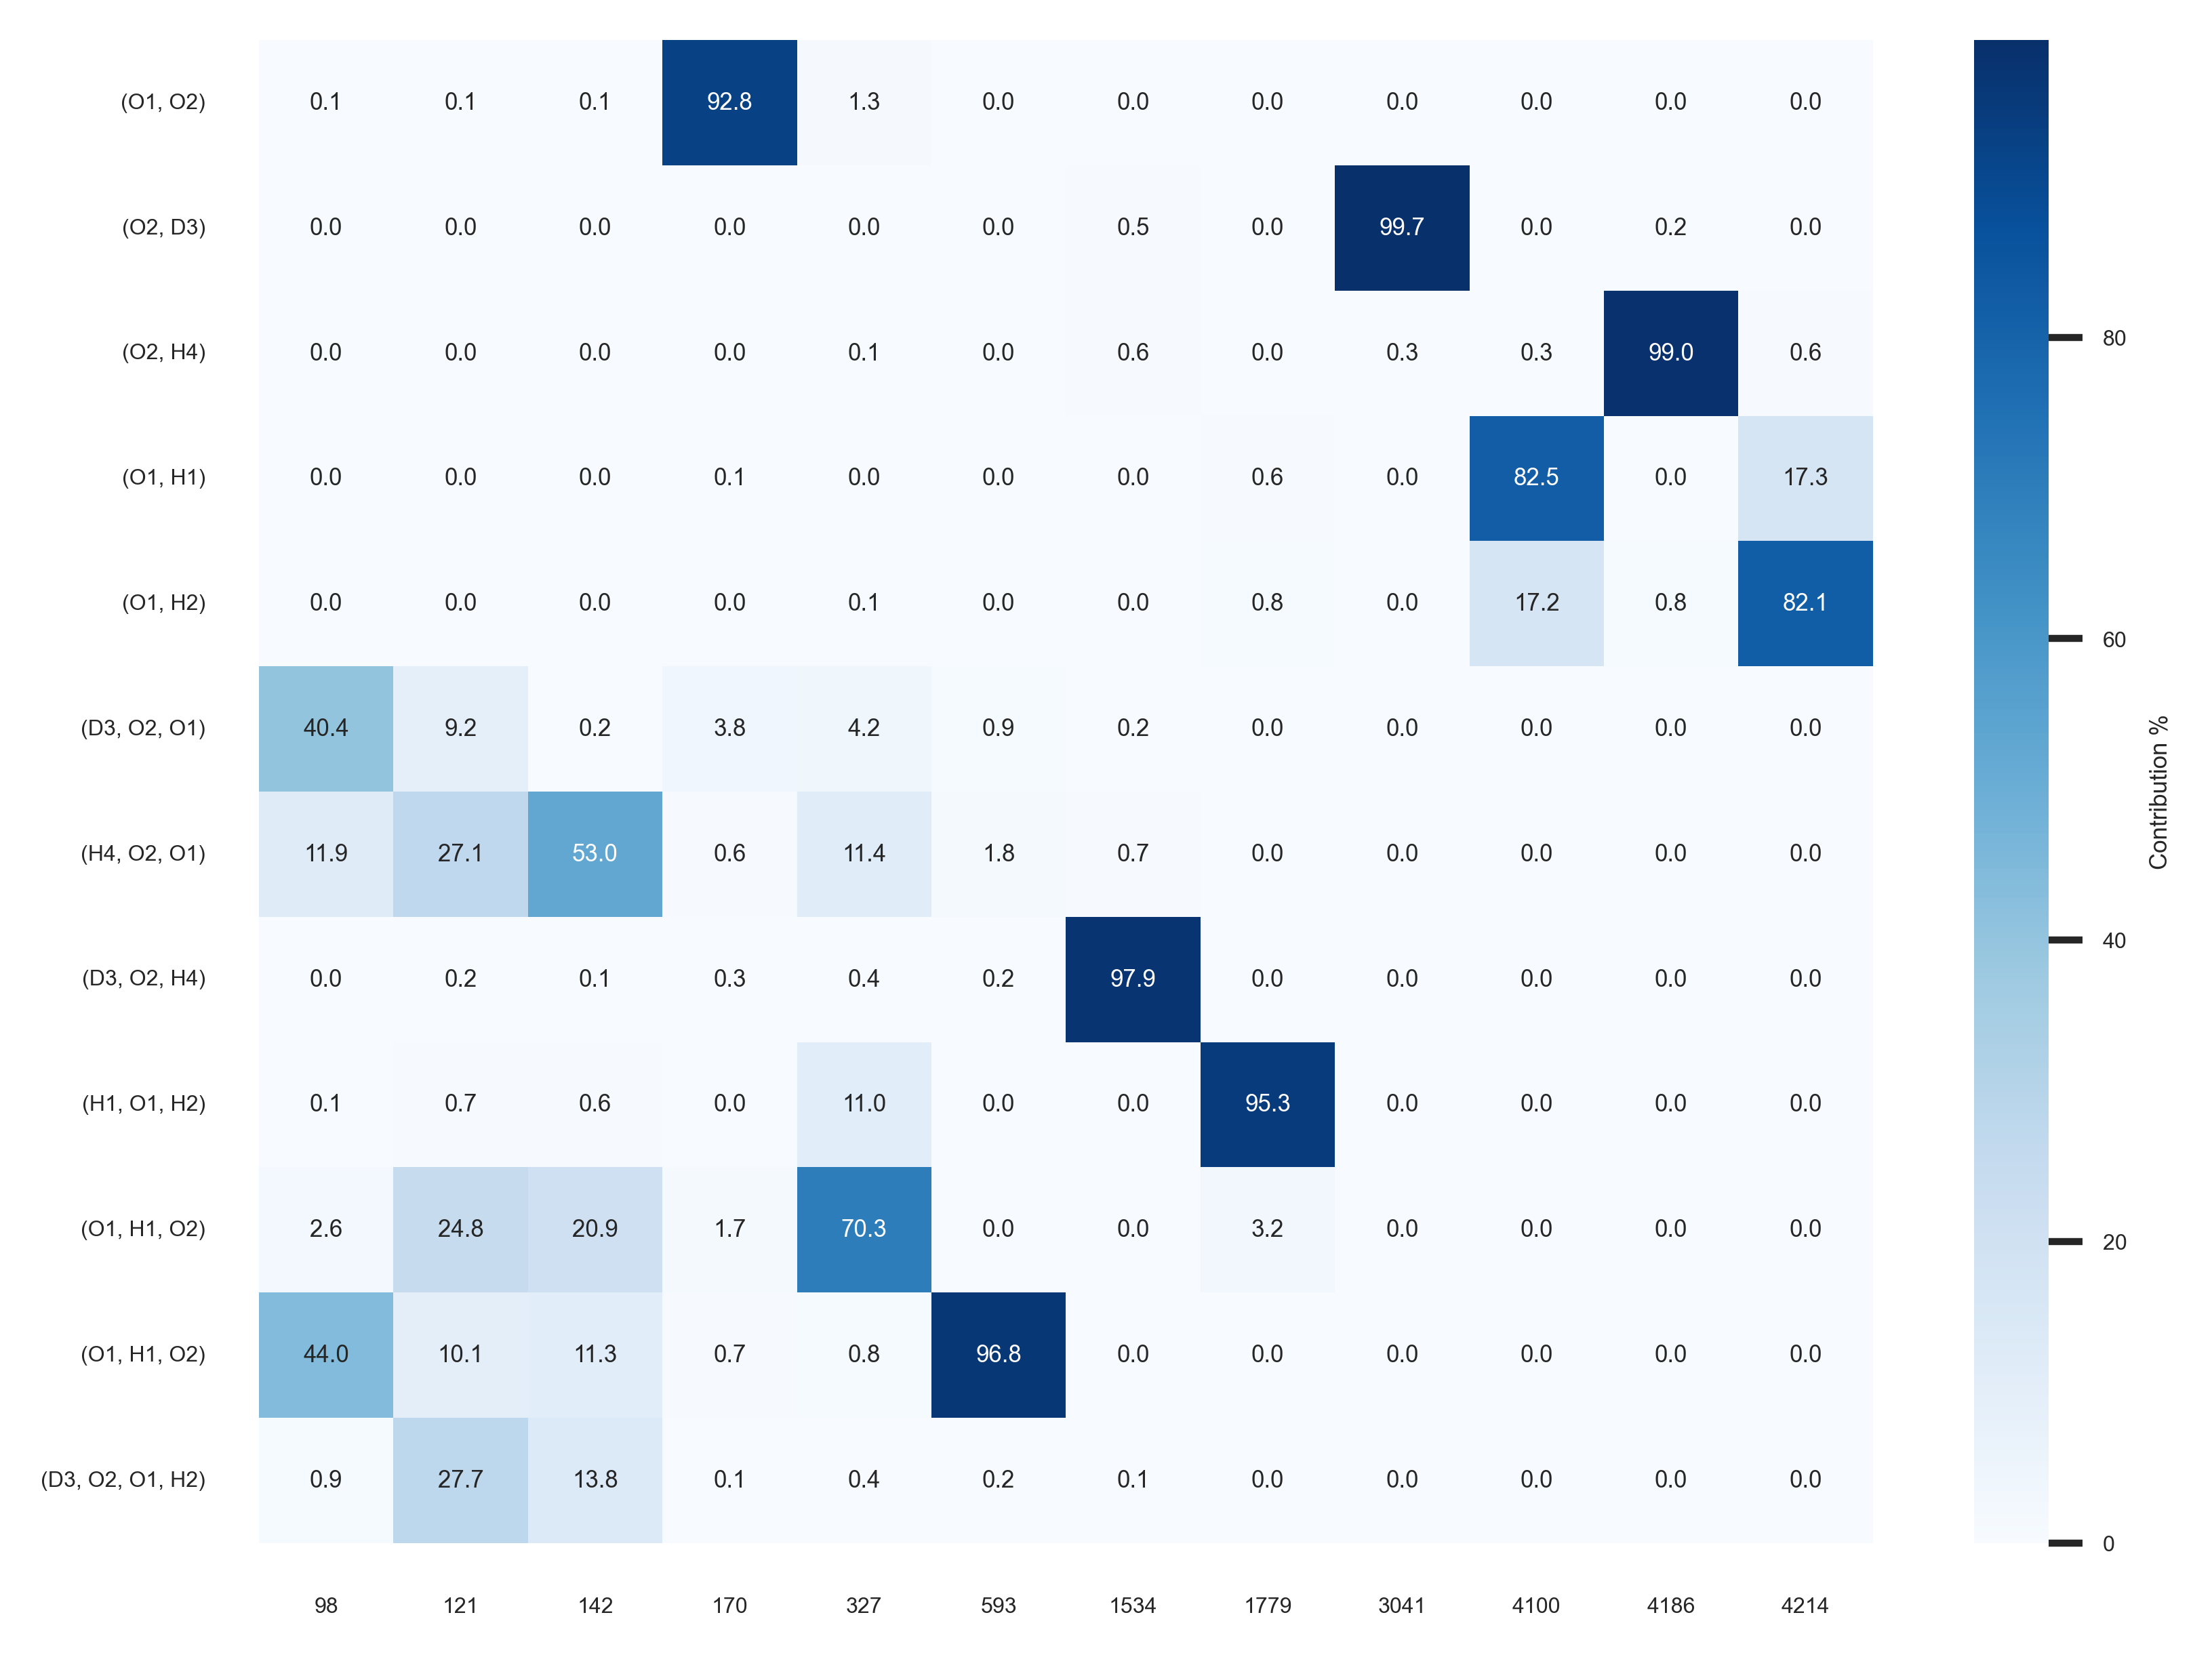 (O1, O2) 0.1 0.1 0.1 92.8 1.3 0.0 0.0 0.0 0.0 0.0 0.0 0.0
(O2, D3) 0.0 0.0 0.0 0.0 0.0 0.0 0.5 0.0 99.7 0.0 0.2 0.0
(O2, H4) 0.0 0.0 0.0 0.0 0.1 0.0 0.6 0.0 0.3 0.3 99.0 0.6
(O1, H1) 0.0 0.0 0.0 0.1 0.0 0.0 0.0 0.6 0.0 82.5 0.0 17.3
(O1, H2) 0.0 0.0 0.0 0.0 0.1 0.0 0.0 0.8 0.0 17.2 0.8 82.1
(D3, O2, O1) 40.4 9.2 0.2 3.8 4.2 0.9 0.2 0.0 0.0 0.0 0.0 0.0
(H4, O2, O1) 11.9 27.1 53.0 0.6 11.4 1.8 0.7 0.0 0.0 0.0 0.0 0.0
(D3, O2, H4) 0.0 0.2 0.1 0.3 0.4 0.2 97.9 0.0 0.0 0.0 0.0 0.0
(H1, O1, H2) 0.1 0.7 0.6 0.0 11.0 0.0 0.0 95.3 0.0 0.0 0.0 0.0
(O1, H1, O2) 2.6 24.8 20.9 1.7 70.3 0.0 0.0 3.2 0.0 0.0 0.0 0.0
(O1, H1, O2) 44.0 10.1 11.3 0.7 0.8 96.8 0.0 0.0 0.0 0.0 0.0 0.0
(D3, O2, O1, H2) 0.9 27.7 13.8 0.1 0.4 0.2 0.1 0.0 0.0 0.0 0.0 0.0
98 121 142 170 327 593 1534 1779 3041 4100 4186 4214
80
60
40
20
0
Contribution %